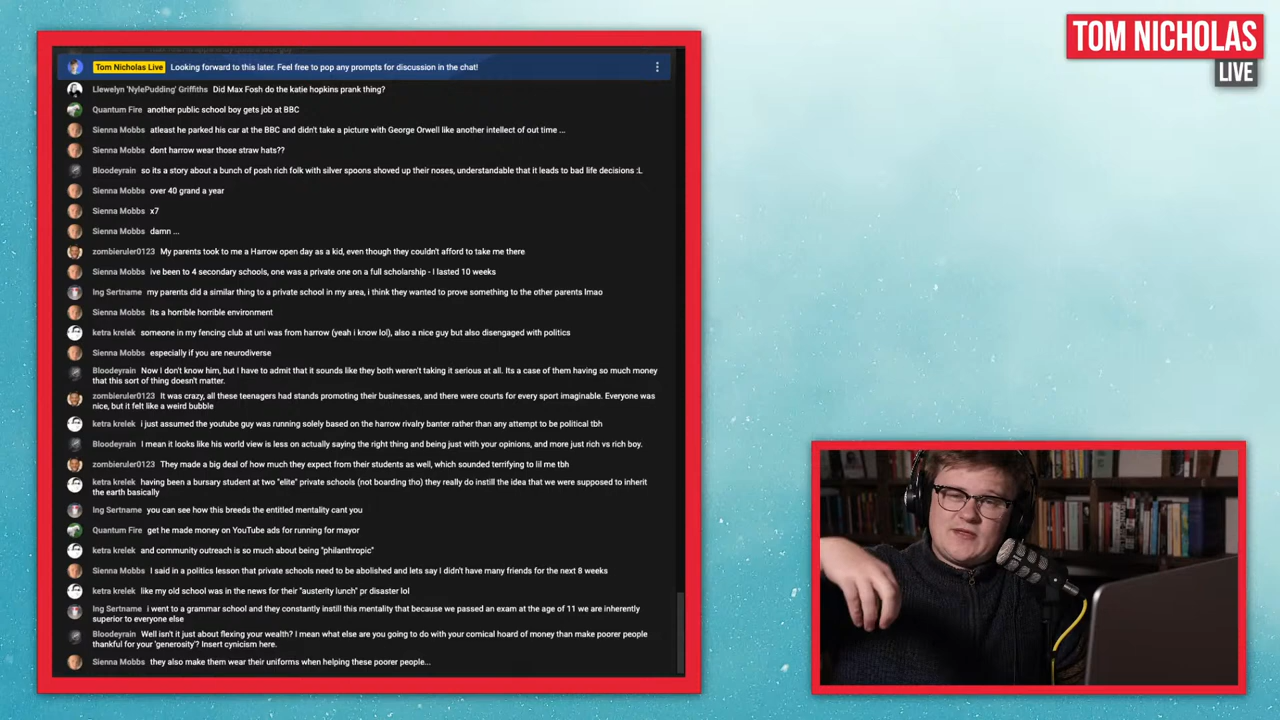 TOM NICHOLAS
LIVE
Tom Nicholas Live Looking forward to this later. Feel free to pop any prompts for discussion in the chat!
Llewelyn 'NylePudding' Griffiths Did Max Fosh do the katie hopkins prank thing?
Quantum Fire another public school boy gets job at BBC
Sienna Mobbs atleast he parked his car at the BBC and didn't take a picture with George Orwell like another intellect of out time ...
Sienna Mobbs dont harrow wear those straw hats??
Bloodeyrain so its a story about a bunch of posh rich folk with silver spoons shoved up their noses, understandable that it leads to bad life decisions :L
Sienna Mobbs over 40 grand a year
Sienna Mobbs x7
Sienna Mobbs damn ...
zombieruler0123 My parents took to me a Harrow open day as a kid, even though they couldn't afford to take me there
Sienna Mobbs ive been to 4 secondary schools, one was a private one on a full scholarship - I lasted 10 weeks
Ing Sertname my parents did a similar thing to a private school in my area, i think they wanted to prove something to the other parents lmao
Sienna Mobbs its a horrible horrible environment
ketra krelek someone in my fencing club at uni was from harrow (yeah i know lol), also a nice guy but also disengaged with politics
Sienna Mobbs especially if you are neurodiverse
Bloodeyrain Now I don't know him, but I have to admit that it sounds like they both weren't taking it serious at all. Its a case of them having so much money
that this sort of thing doesn't matter.
zombieruler0123 It was crazy, all these teenagers had stands promoting their businesses, and there were courts for every sport imaginable. Everyone was
nice, but it felt like a weird bubble
ketra krelek i just assumed the youtube guy was running solely based on the harrow rivalry banter rather than any attempt to be political tbh
Bloodeyrain I mean it looks like his world view is less on actually saying the right thing and being just with your opinions, and more just rich vs rich boy.
zombieruler0123 They made a big deal of how much they expect from their students as well, which sounded terrifying to lil me tbh
ketra krelek having been a bursary student at two "elite" private schools (not boarding tho) they really do instill the idea that we were supposed to inherit
the earth basically
Ing Sertname you can see how this breeds the entitled mentality cant you
Quantum Fire get he made money on YouTube ads for running for mayor
ketra krelek and community outreach is so much about being "philanthropic"
Sienna Mobbs I said in a politics lesson that private schools need to be abolished and lets say I didn't have many friends for the next 8 weeks
ketra krelek like my old school was in the news for their "austerity lunch" pr disaster lol
Ing Sertname i went to a grammar school and they constantly instill this mentality that because we passed an exam at the age of 11 we are inherently
superior to everyone else
Bloodeyrain Well isn't it just about flexing your wealth? I mean what else are you going to do with your comical hoard of money than make poorer people
thankful for your 'generosity'? Insert cynicism here.
Sienna Mobbs they also make them wear their uniforms when helping these poorer people...